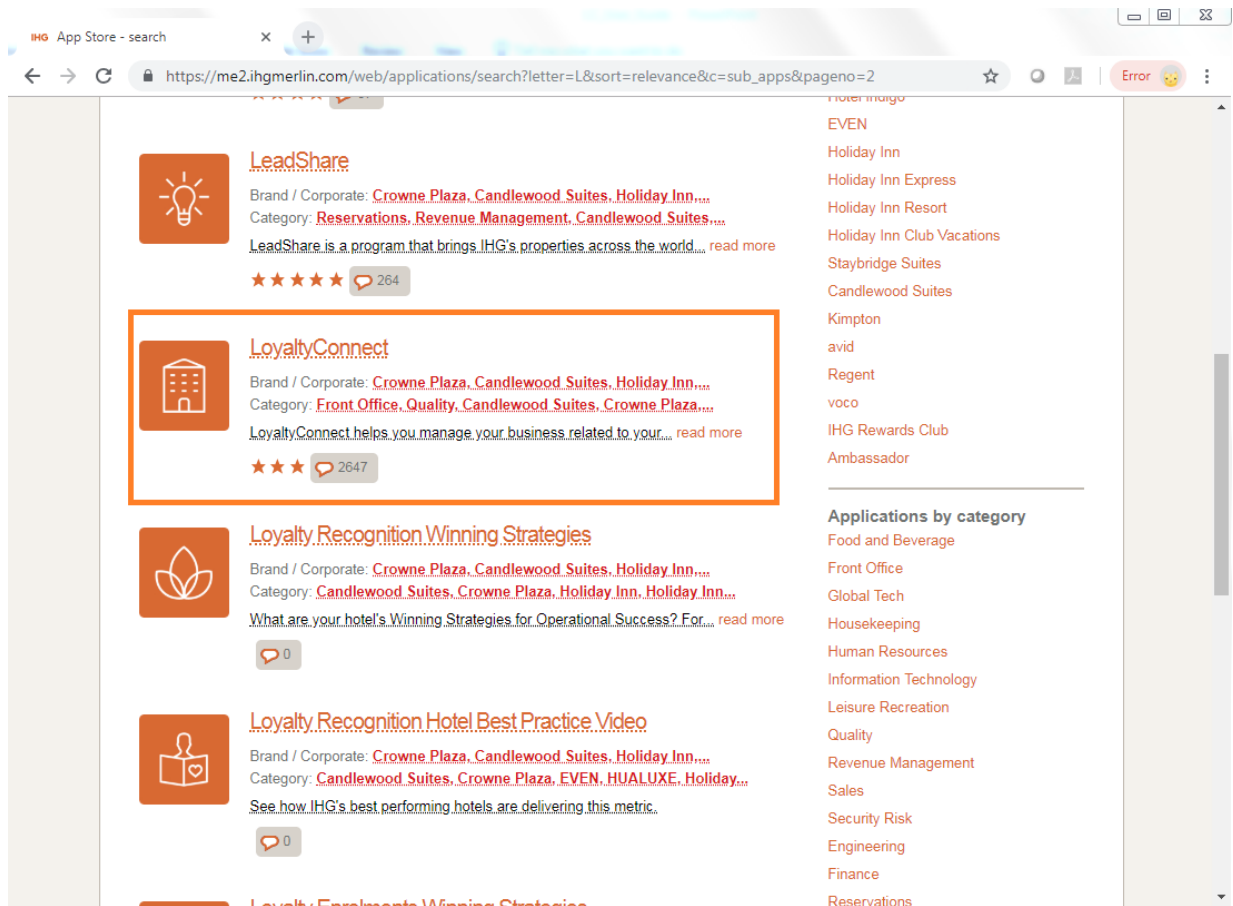 IHG App Store - search
https://me2.ihgmerlin.com/web/applications/search?letter=L&sort=relevance&c=sub_apps&pageno=2
Error
LeadShare
Brand / Corporate: Crowne Plaza, Candlewood Suites, Holiday Inn,...
Category: Reservations, Revenue Management, Candlewood Suites,...
LeadShare is a program that brings IHG's properties across the world... read more
264
LoyaltyConnect
Brand / Corporate: Crowne Plaza, Candlewood Suites, Holiday Inn,...
Category: Front Office, Quality, Candlewood Suites, Crowne Plaza,...
LoyaltyConnect helps you manage your business related to your... read more
2647
Loyalty Recognition Winning Strategies
Brand / Corporate: Crowne Plaza, Candlewood Suites, Holiday Inn,...
Category: Candlewood Suites, Crowne Plaza, Holiday Inn, Holiday Inn...
What are your hotel's Winning Strategies for Operational Success? For... read more
0
Loyalty Recognition Hotel Best Practice Video
Brand / Corporate: Crowne Plaza, Candlewood Suites, Holiday Inn,...
Category: Candlewood Suites, Crowne Plaza, EVEN, HUALUXE, Holiday...
See how IHG's best performing hotels are delivering this metric.
0
Loyalty Enrolments Winning Strategies
Hotel Indigo
EVEN
Holiday Inn
Holiday Inn Express
Holiday Inn Resort
Holiday Inn Club Vacations
Staybridge Suites
Candlewood Suites
Kimpton
avid
Regent
voco
IHG Rewards Club
Ambassador
Applications by category
Food and Beverage
Front Office
Global Tech
Housekeeping
Human Resources
Information Technology
Leisure Recreation
Quality
Revenue Management
Sales
Security Risk
Engineering
Finance
Reservations